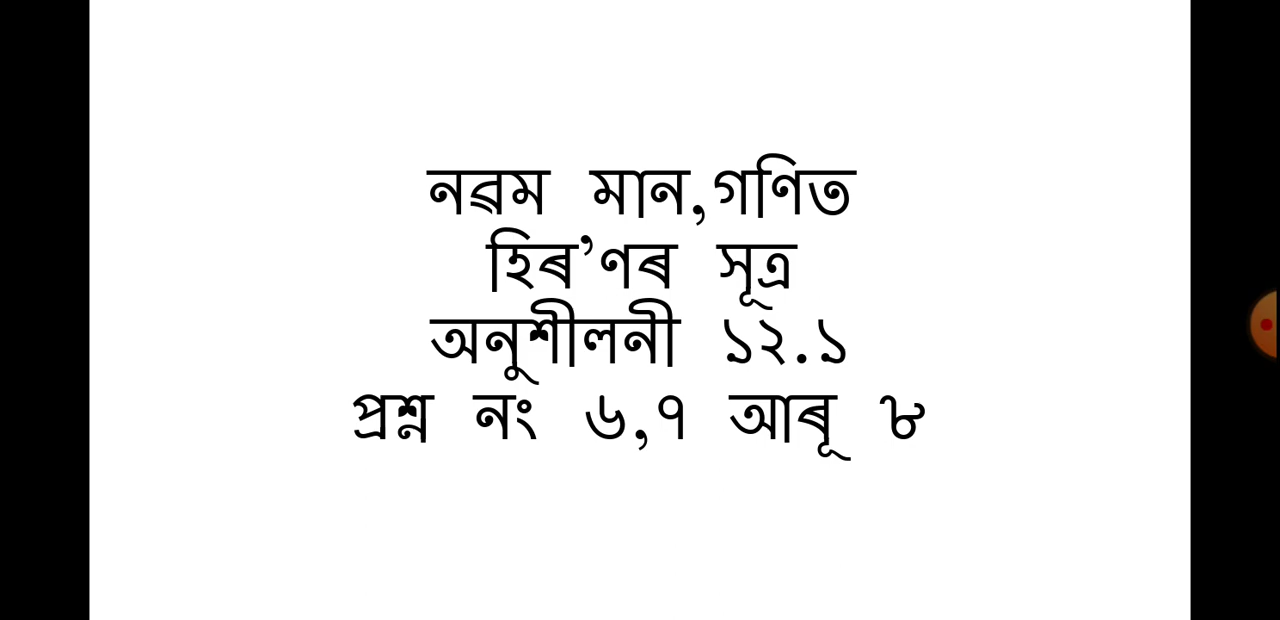 নৱম মান,গণিত
হিৰ’ণৰ সূত্ৰ
অনুশীলনী ১২.১
প্ৰশ্ন নং ৬,৭ আৰূ ৮